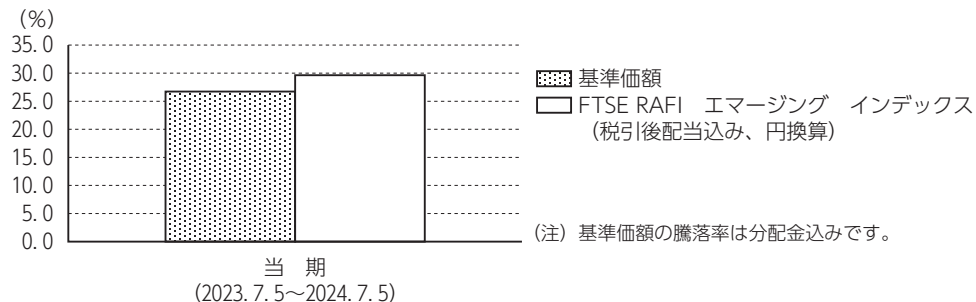 (%)
35.0
30.0
25.0
20.0
15.0
10.0
5.0
0.0
当 期
(2023.7.5～2024.7.5)
基準価額
FTSE RAFI エマージング インデックス
(税引後配当込み、円換算)
(注) 基準価額の騰落率は分配金込みです。